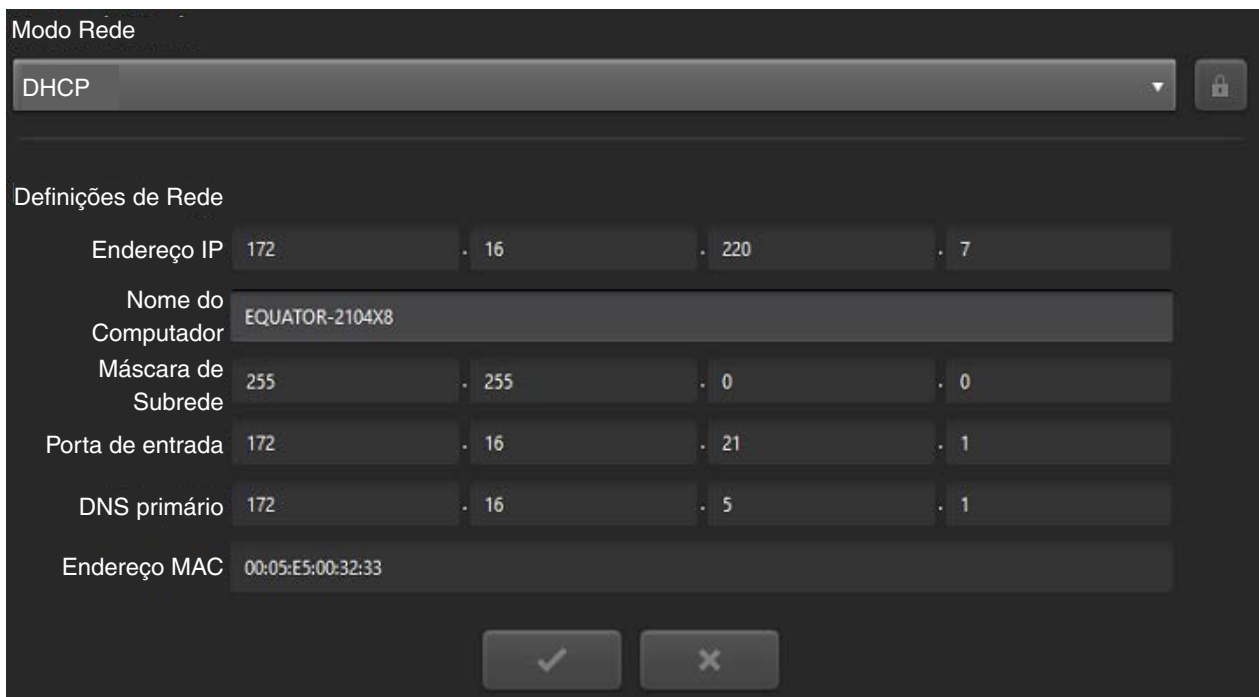 Modo Rede
DHCP
Definições de Rede
Endereço IP 172 . 16 . 220 . 7
Nome do
Computador EQUATOR-2104X8
Máscara de
Subrede 255 . 255 . 0 . 0
Porta de entrada 172 . 16 . 21 . 1
DNS primário 172 . 16 . 5 . 1
Endereço MAC 00:05:E5:00:32:33